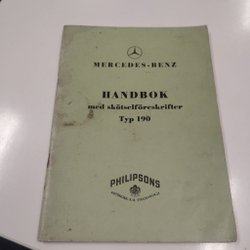 MERCEDES-BENZ
HANDBOK
med skötselföreskrifter
Typ 190
PHILIPSONS